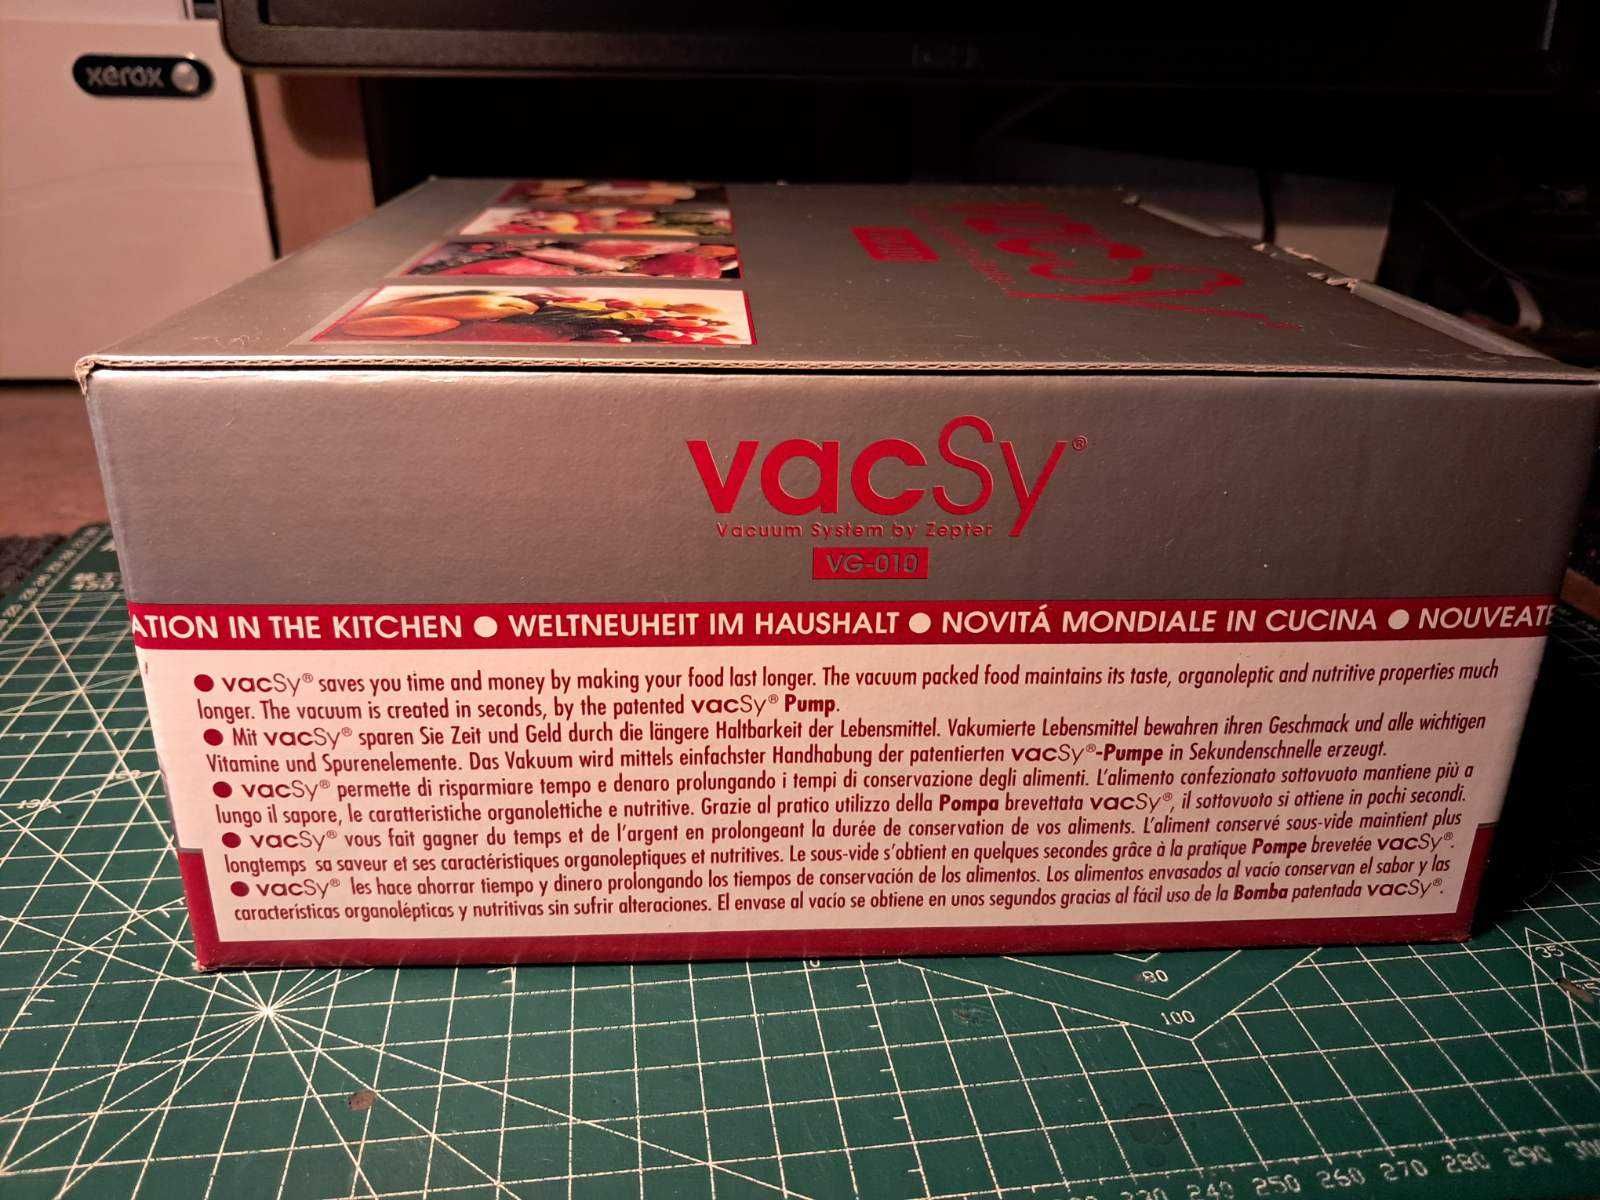 xerox
vacSy®
Vacuum System by Zepter
VG-010
ATION IN THE KITCHEN ● WELTNEUHEIT IM HAUSHALT ● NOVITÁ MONDIALE IN CUCINA ● NOUVEATE
● vacSy® saves you time and money by making your food last longer. The vacuum packed food maintains its taste, organoleptic and nutritive properties much
longer. The vacuum is created in seconds, by the patented vacSy® Pump.
● Mit vacSy® sparen Sie Zeit und Geld durch die längere Haltbarkeit der Lebensmittel. Vakumierte Lebensmittel bewahren ihren Geschmack und alle wichtigen
Vitamine und Spurenelemente. Das Vakuum wird mittels einfachster Handhabung der patentierten vacSy®-Pumpe in Sekundenschnelle erzeugt.
● vacSy® permette di risparmiare tempo e denaro prolungando i tempi di conservazione degli alimenti. L'alimento confezionato sottovuoto mantiene più a
lungo il sapore, le caratteristiche organolettiche e nutritive. Grazie al pratico utilizzo della Pompa brevettata vacSy®, il sottovuoto si ottiene in pochi secondi.
● vacSy® vous fait gagner du temps et de l'argent en prolongeant la durée de conservation de vos aliments. L'aliment conservé sous-vide maintient plus
longtemps sa saveur et ses caractéristiques organoleptiques et nutritives. Le sous-vide s'obtient en quelques secondes grâce à la pratique Pompe brevetée vacSy®.
● vacSy® les hace ahorrar tiempo y dinero prolongando los tiempos de conservación de los alimentos. Los alimentos envasados al vacío conservan el sabor y las
características organolépticas y nutritivas sin sufrir alteraciones. El envase al vacío se obtiene en unos segundos gracias al fácil uso de la Bomba patentada vacSy®.
80
100
230 240 250 260 270 280 290